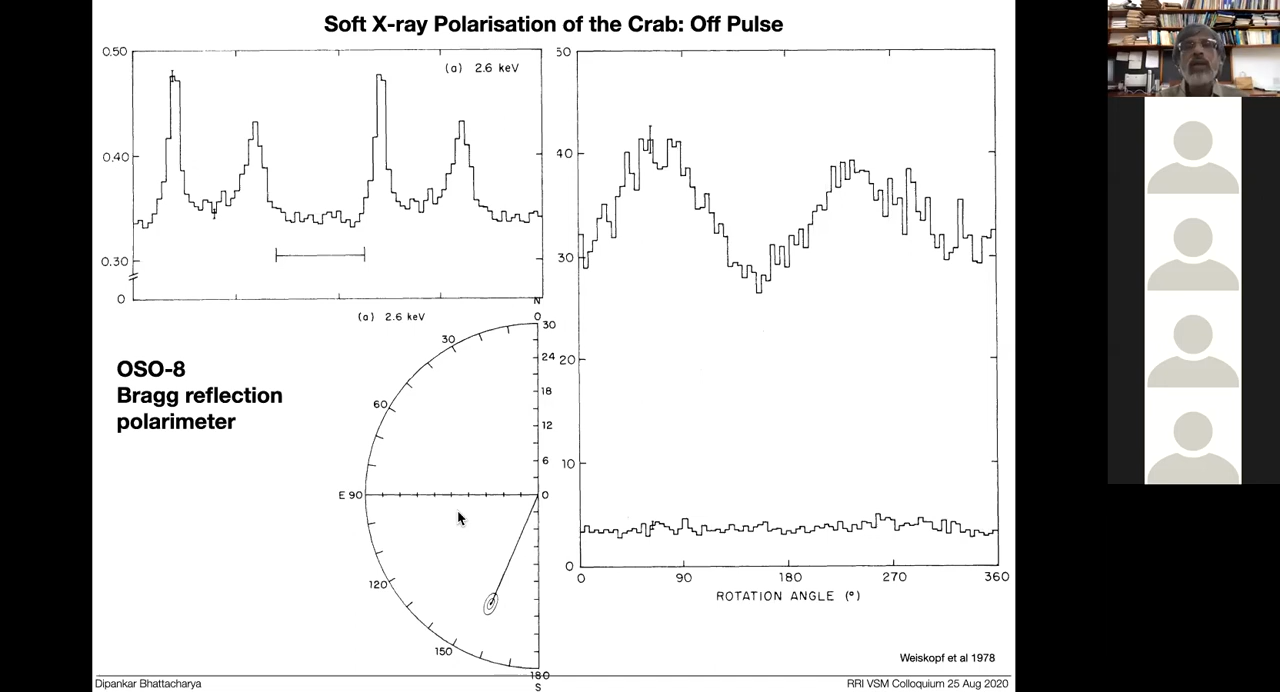 Soft X-ray Polarisation of the Crab: Off Pulse
0.50
(a) 2.6 keV
0.40
0.30
0
50
40
30
20
10
0
0
90
180
270
360
ROTATION ANGLE (°)
(a) 2.6 keV
N
0
30
24
18
12
6
0
30
60
E 90
120
150
180
S
OSO-8
Bragg reflection
polarimeter
Weiskopf et al 1978
Dipankar Bhattacharya
RRI VSM Colloquium 25 Aug 2020